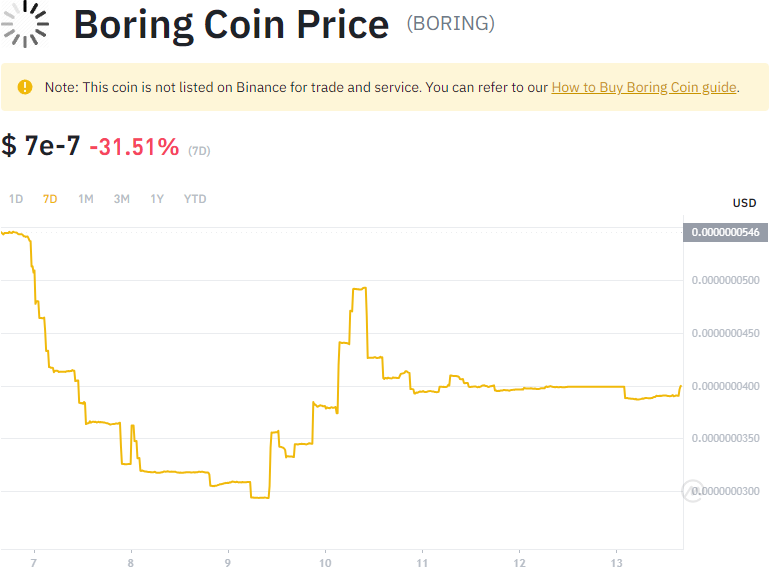 Boring Coin Price (BORING)
Note: This coin is not listed on Binance for trade and service. You can refer to our How to Buy Boring Coin guide.
$ 7e-7 -31.51% (7D)
1D 7D 1M 3M 1Y YTD
USD
0.0000000546
0.0000000500
0.0000000450
0.0000000400
0.0000000350
0.0000000300
7 8 9 10 11 12 13